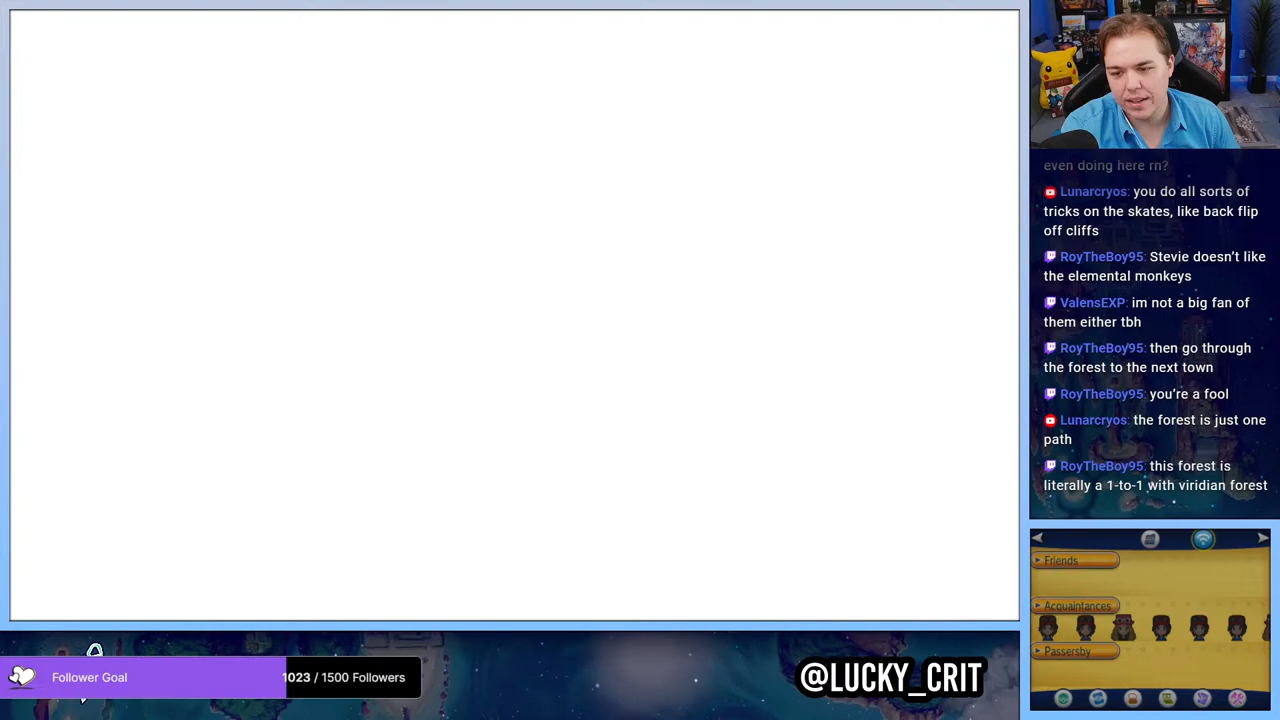 even doing here rn?
Lunarcryos: you do all sorts of
tricks on the skates, like back flip
off cliffs
RoyTheBoy95: Stevie doesn’t like
the elemental monkeys
ValensEXP: im not a big fan of
them either tbh
RoyTheBoy95: then go through
the forest to the next town
RoyTheBoy95: you’re a fool
Lunarcryos: the forest is just one
path
RoyTheBoy95: this forest is
literally a 1-to-1 with viridian forest
Friends
Acquaintances
Passersby
Follower Goal
1023 / 1500 Followers
@LUCKY_CRIT